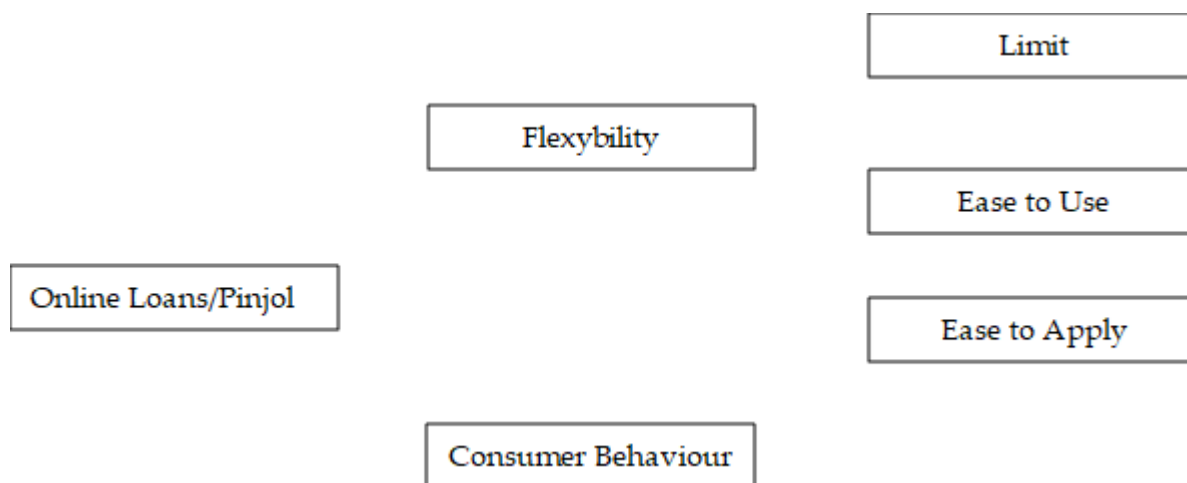 Limit
Flexybility
Ease to Use
Online Loans/Pinjol
Ease to Apply
Consumer Behaviour